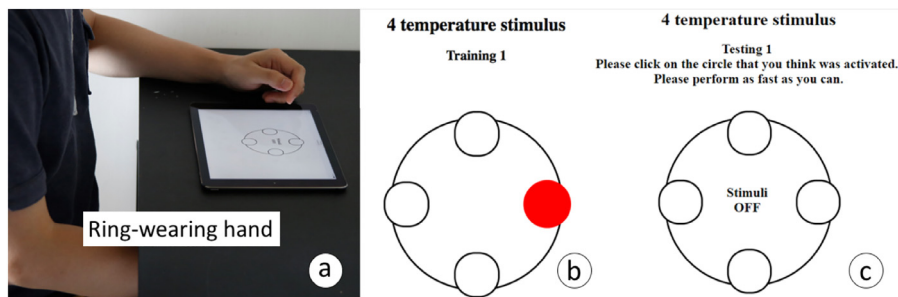 Ring-wearing hand
a
4 temperature stimulus
Training 1
b
4 temperature stimulus
Testing 1
Please click on the circle that you think was activated.
Please perform as fast as you can.
Stimuli
OFF
c